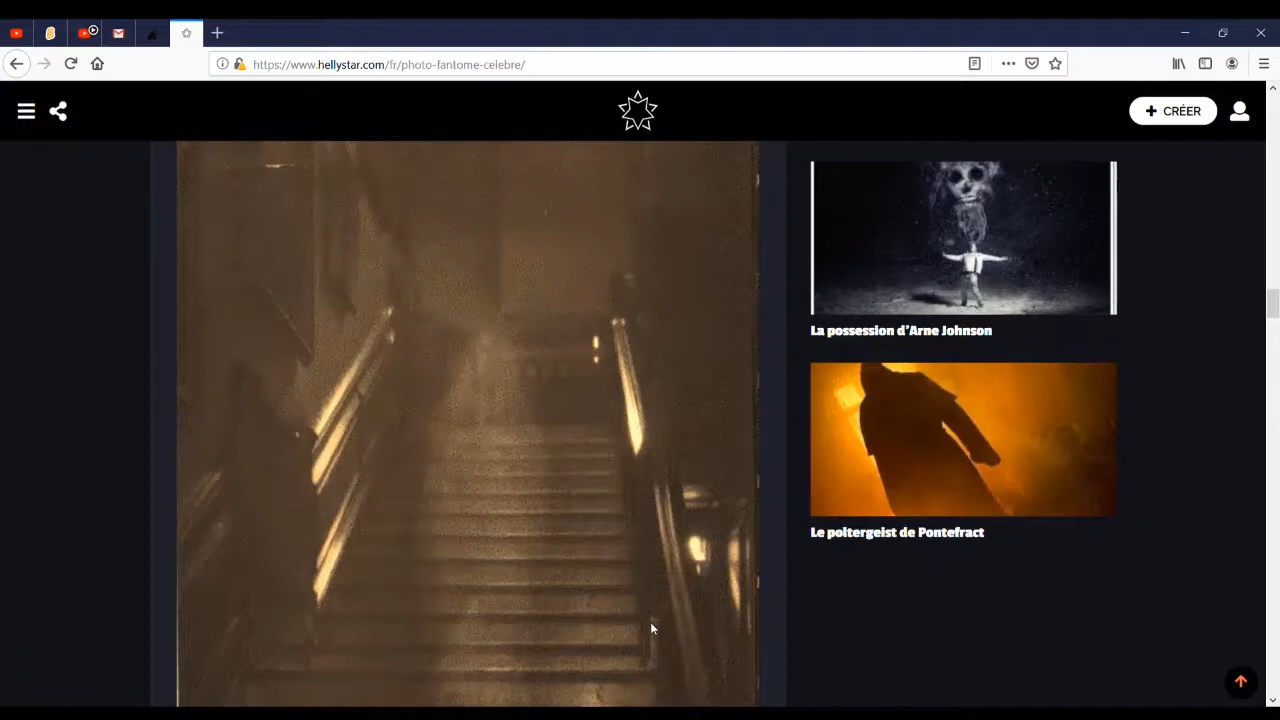 https://www.hellystar.com/fr/photo-fantome-celebre/
+ CRÉER
La possession d'Arne Johnson
Le poltergeist de Pontefract